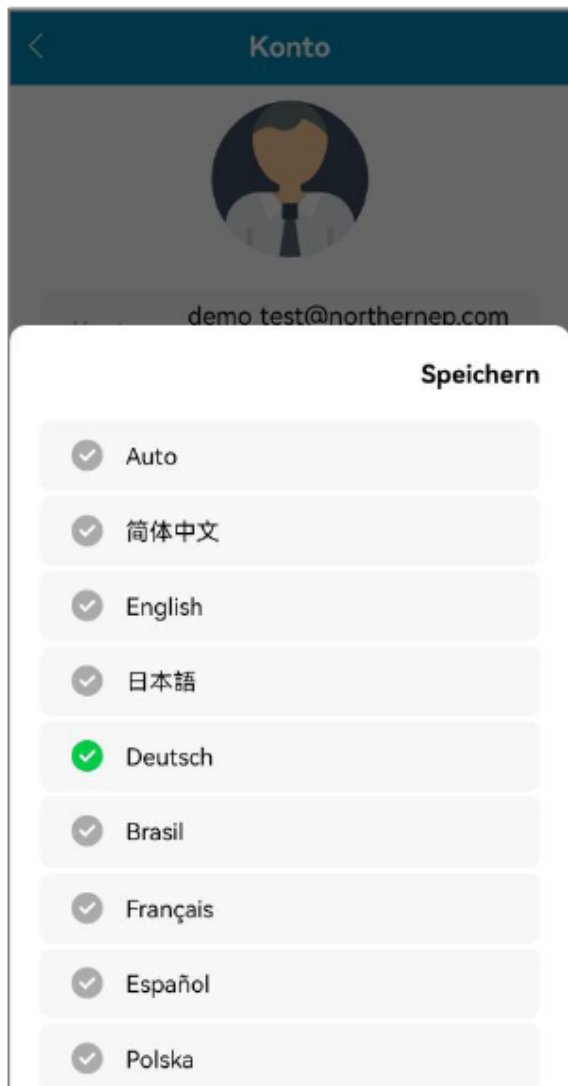 Konto
demo test@northernep.com
Speichern
Auto
简体中文
English
日本語
Deutsch
Brasil
Français
Español
Polska